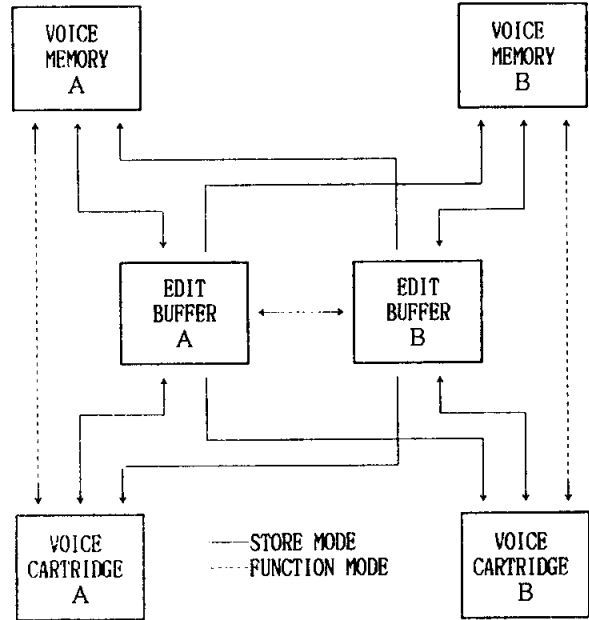 VOICE
MEMORY
A
VOICE
MEMORY
B
EDIT
BUFFER
A
EDIT
BUFFER
B
VOICE
CARTRIDGE
A
STORE MODE
FUNCTION MODE
VOICE
CARTRIDGE
B